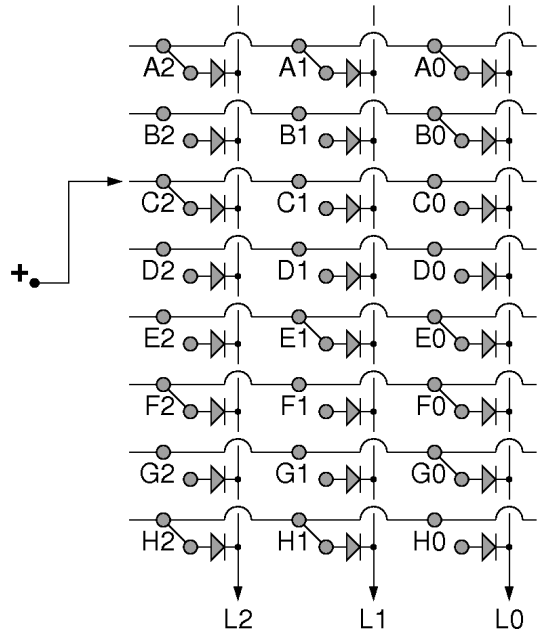 A2 A1 A0
B2 B1 B0
C2 C1 C0
+
D2 D1 D0
E2 E1 E0
F2 F1 F0
G2 G1 G0
H2 H1 H0
L2 L1 L0